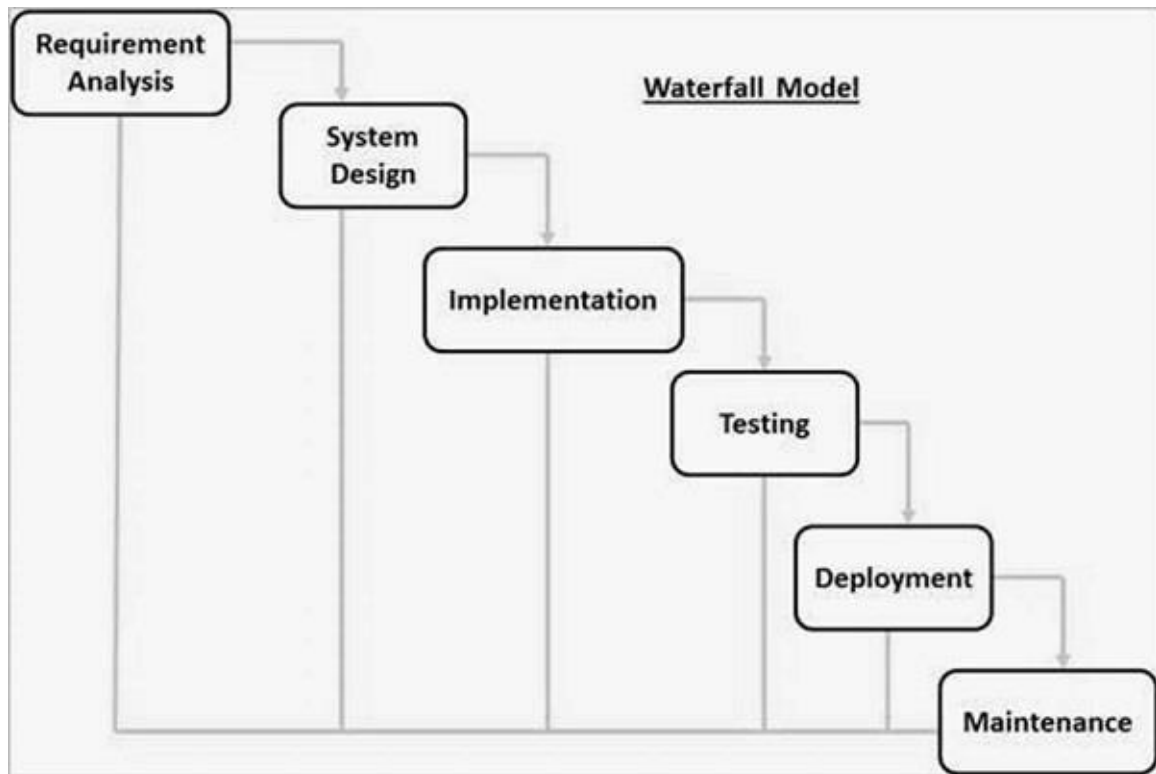 Requirement
Analysis
Waterfall Model
System
Design
Implementation
Testing
Deployment
Maintenance